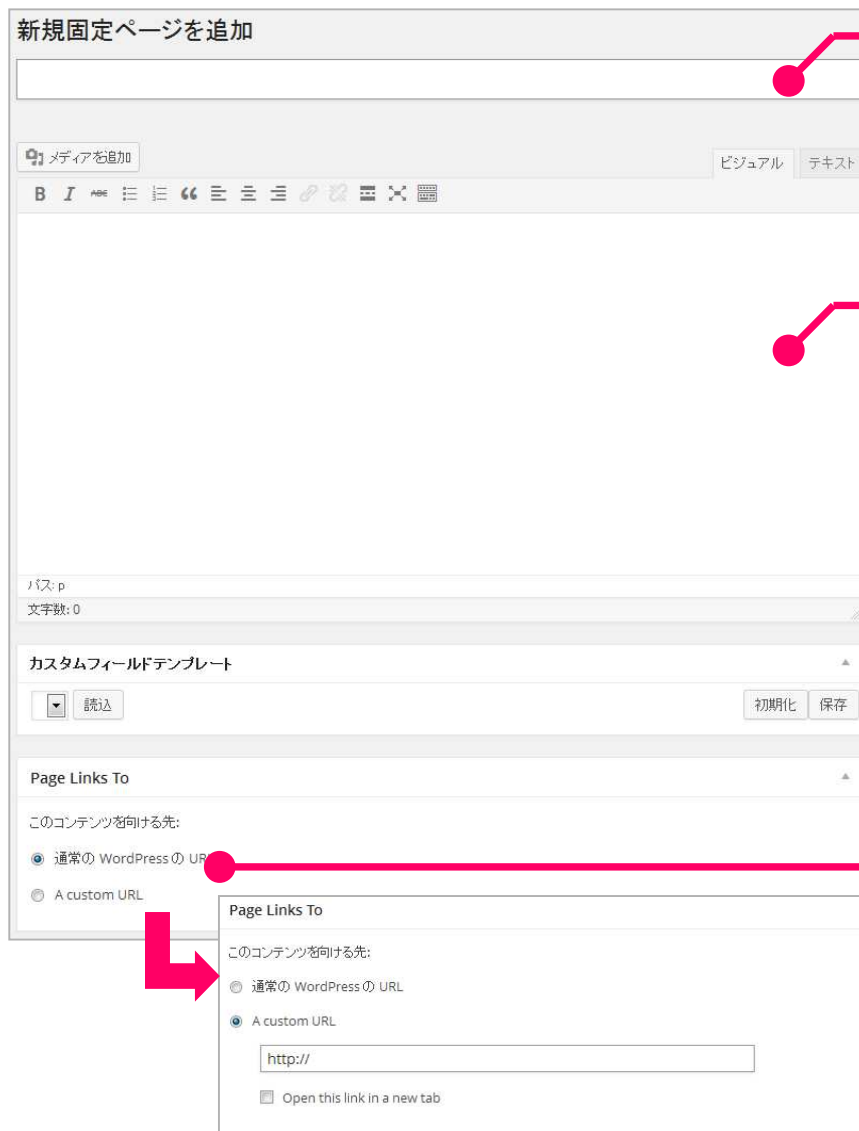 新規固定ページを追加
メディアを追加
ビジュアル テキスト
B I ABC
パス: p
文字数: 0
カスタムフィールドテンプレート
読込 初期化 保存
Page Links To
このコンテンツを向ける先:
通常の WordPress の UR
A custom URL
Page Links To
このコンテンツを向ける先:
通常の WordPress の URL
A custom URL
http://
Open this link in a new tab